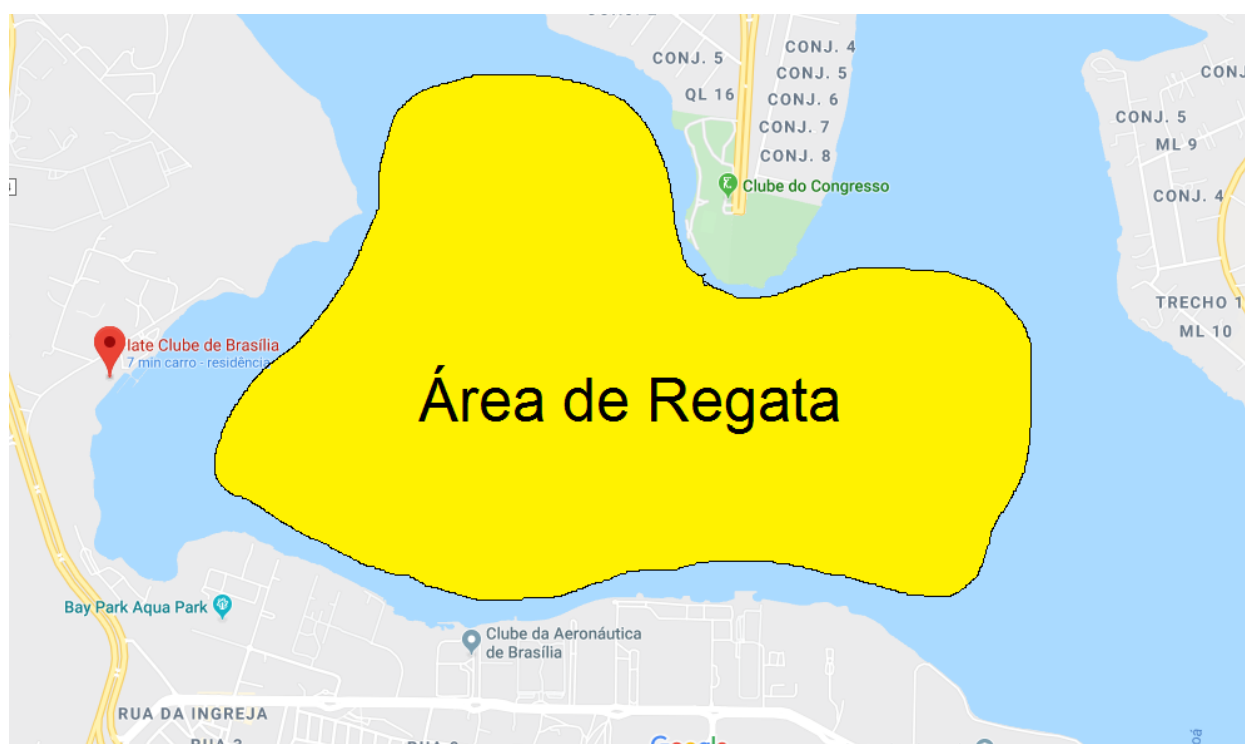 CONJ. 4
CONJ. 5
CONJ. 5
CONJ.
QL 16
CONJ. 6
CONJ. 5
CONJ. 7
ML 9
CONJ. 8
Clube do Congresso
CONJ. 4
TRECHO 1
ML 10
Iate Clube de Brasília
7 min carro - residência
Área de Regata
Bay Park Aqua Park
Clube da Aeronáutica
de Brasília
RUA DA INGREJA
Google